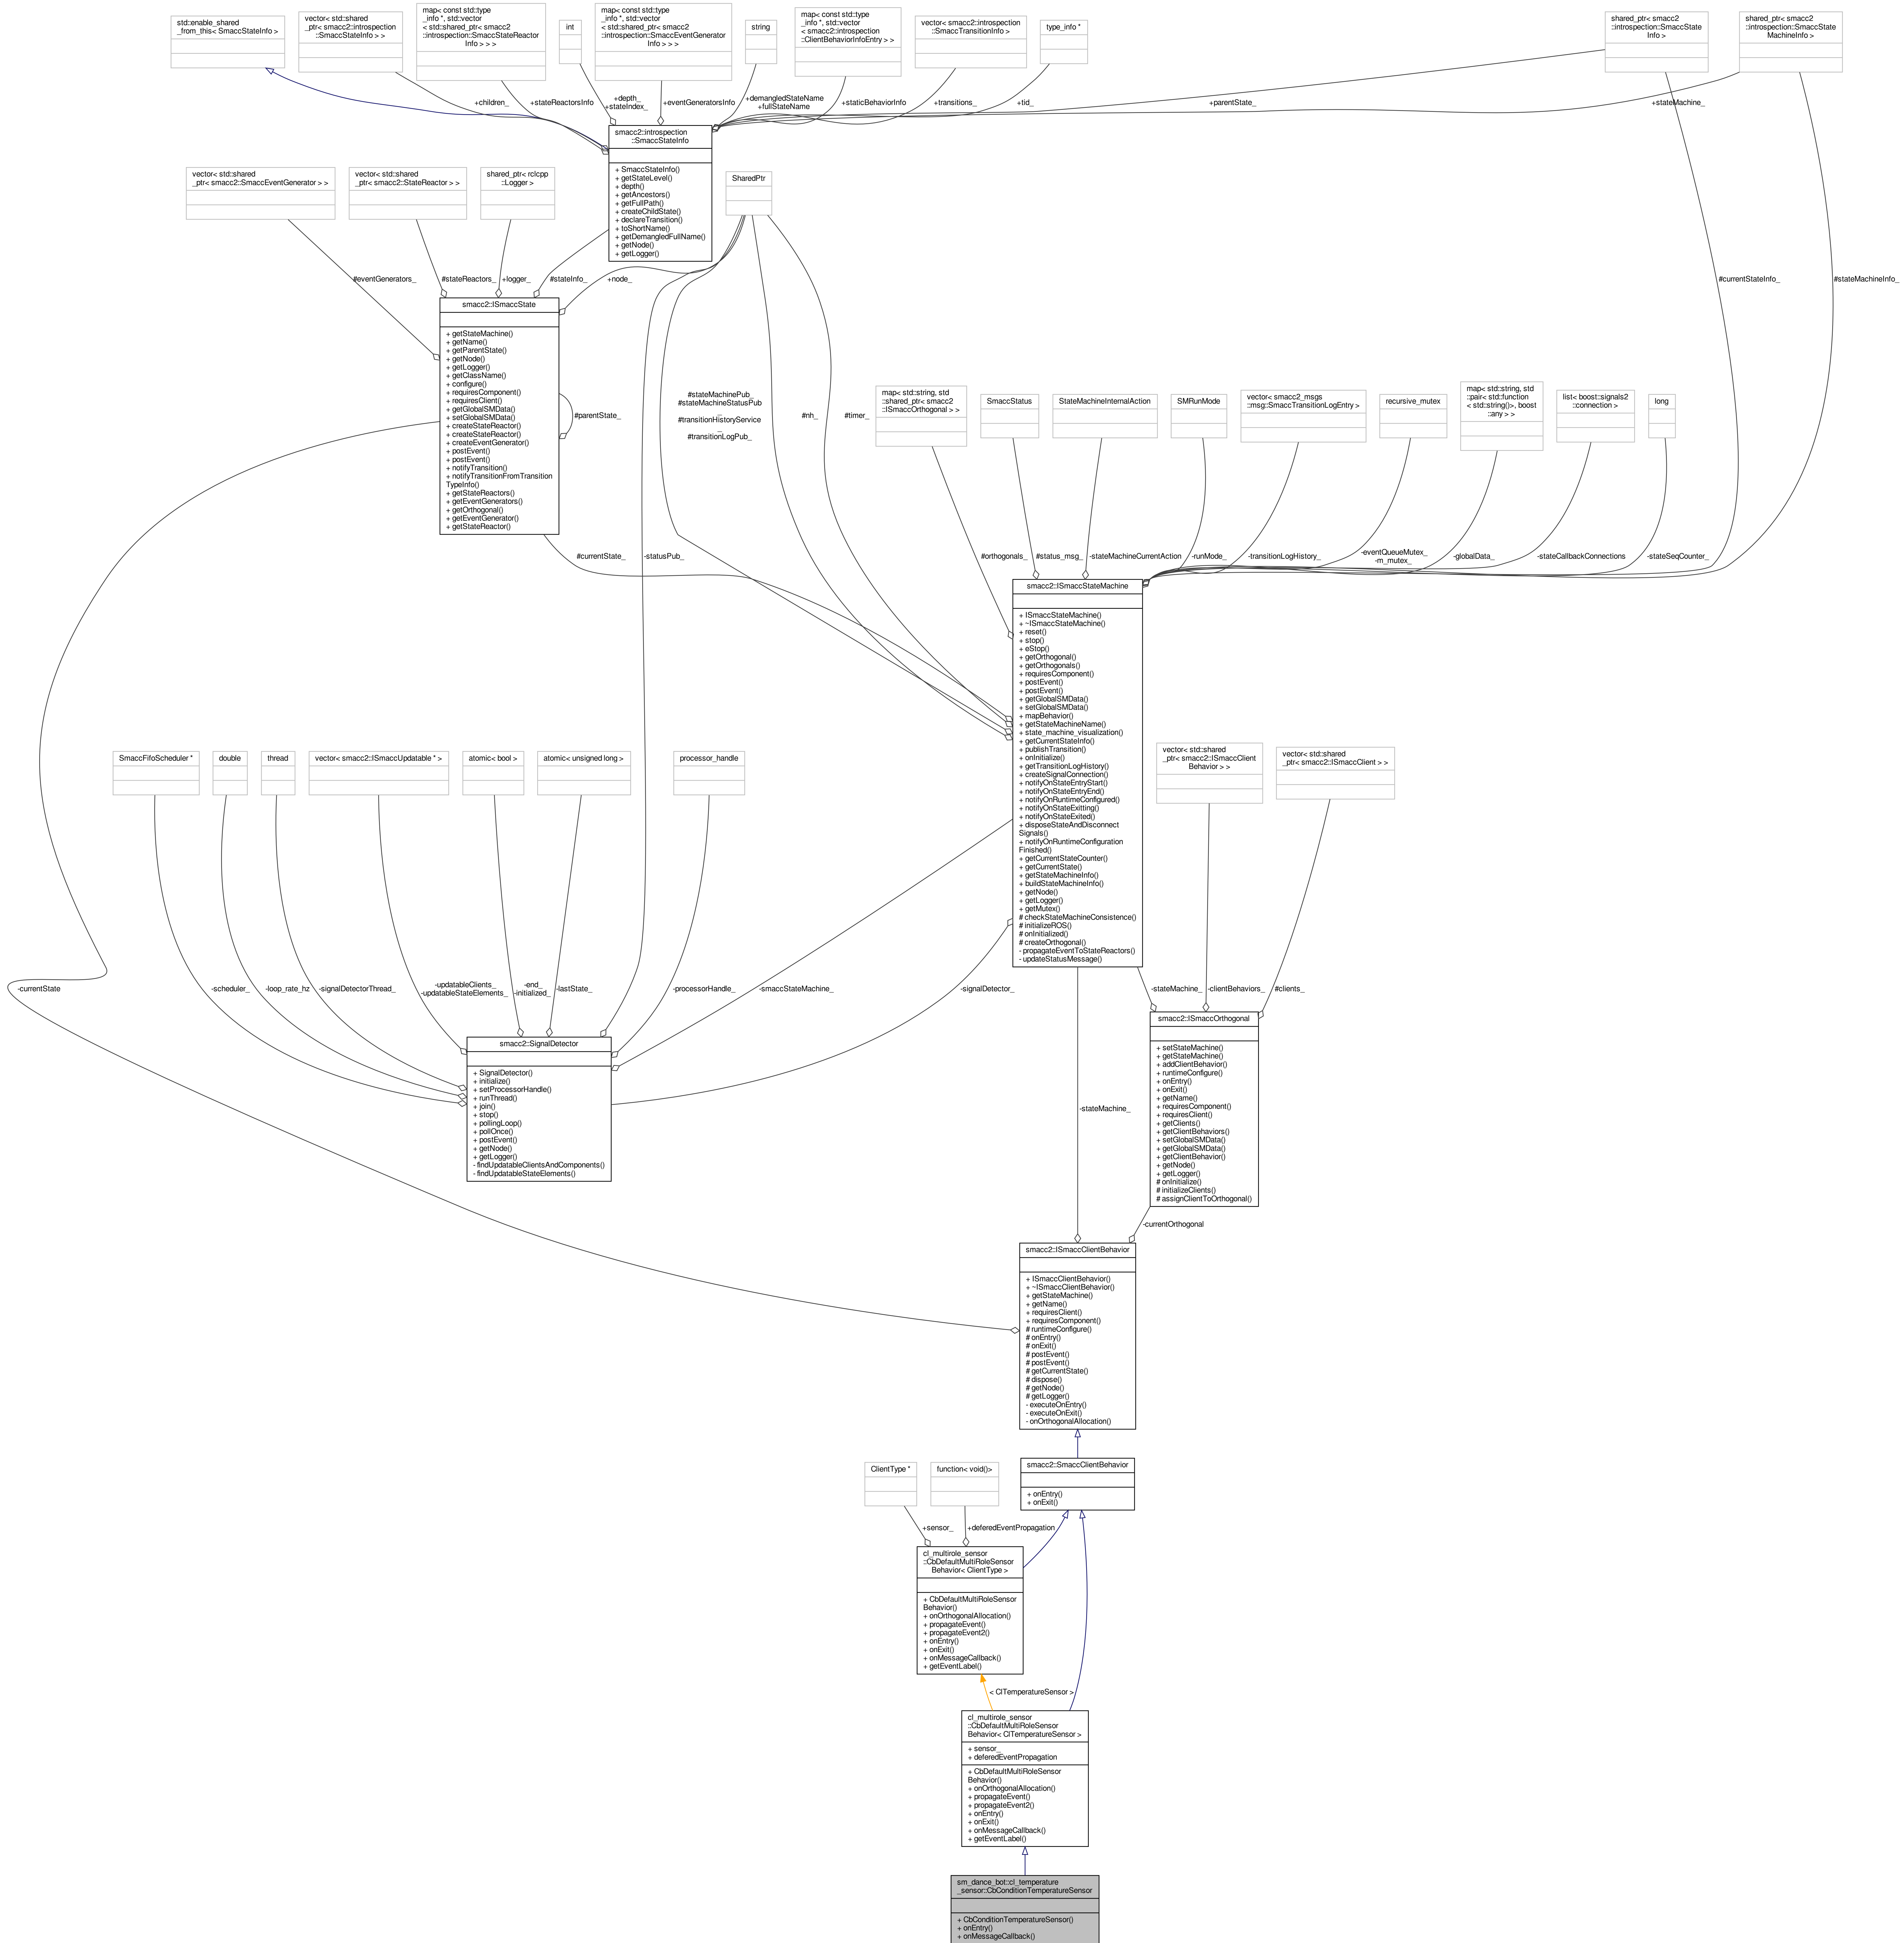 std::enable_shared
_from_this< SmaccStateInfo >
vector< std::shared
_ptr< smacc2::introspection
::SmaccStateInfo > >
map< const std::type
_info *, std::vector
< std::shared_ptr< smacc2
::introspection::SmaccStateReactor
Info > > >
int
map< const std::type
_info *, std::vector
< std::shared_ptr< smacc2
::introspection::SmaccEventGenerator
Info > > >
string
map< const std::type
_info *, std::vector
< smacc2::introspection
::ClientBehaviorInfoEntry > >
vector< smacc2::introspection
::SmaccTransitionInfo >
type_info *
shared_ptr< smacc2
::introspection::SmaccState
Info >
shared_ptr< smacc2
::introspection::SmaccState
MachineInfo >
+children_
+stateReactorsInfo
+depth_
+stateIndex_
+eventGeneratorsInfo
+demangledStateName
+fullStateName
+staticBehaviorInfo
+transitions_
+tid_
+parentState_
+stateMachine_
smacc2::introspection
::SmaccStateInfo
+ SmaccStateInfo()
+ getStateLevel()
+ depth()
+ getAncestors()
+ getFullPath()
+ createChildState()
+ declareTransition()
+ toShortName()
+ getDemangledFullName()
+ getNode()
+ getLogger()
vector< std::shared
_ptr< smacc2::SmaccEventGenerator > >
vector< std::shared
_ptr< smacc2::StateReactor > >
shared_ptr< rclcpp
::Logger >
SharedPtr
#eventGenerators_
#stateReactors_
+logger_
#stateInfo_
+node_
#currentStateInfo_
#stateMachineInfo_
smacc2::ISmaccState
+ getStateMachine()
+ getName()
+ getParentState()
+ getNode()
+ getLogger()
+ getClassName()
+ configure()
+ requiresComponent()
+ requiresClient()
+ getGlobalSMData()
+ setGlobalSMData()
+ createStateReactor()
+ createStateReactor()
+ createEventGenerator()
+ postEvent()
+ postEvent()
+ notifyTransition()
+ notifyTransitionFromTransition
TypeInfo()
+ getStateReactors()
+ getEventGenerators()
+ getOrthogonal()
+ getEventGenerator()
+ getStateReactor()
#parentState_
#stateMachinePub_
#stateMachineStatusPub
_
#transitionHistoryService
_
#transitionLogPub_
#nh_
#timer_
map< std::string, std
::shared_ptr< smacc2
::ISmaccOrthogonal > >
SmaccStatus
StateMachineInternalAction
SMRunMode
vector< smacc2_msgs
::msg::SmaccTransitionLogEntry >
recursive_mutex
map< std::string, std
::pair< std::function
< std::string()>, boost
::any > >
list< boost::signals2
::connection >
long
#currentState_
-statusPub_
#orthogonals_
#status_msg_
-stateMachineCurrentAction
-runMode_
-transitionLogHistory_
-eventQueueMutex_
-m_mutex_
-globalData_
-stateCallbackConnections
-stateSeqCounter_
smacc2::ISmaccStateMachine
+ ISmaccStateMachine()
+ ~ISmaccStateMachine()
+ reset()
+ stop()
+ eStop()
+ getOrthogonal()
+ getOrthogonals()
+ requiresComponent()
+ postEvent()
+ postEvent()
+ getGlobalSMData()
+ setGlobalSMData()
+ mapBehavior()
+ getStateMachineName()
+ state_machine_visualization()
+ getCurrentStateInfo()
+ publishTransition()
+ onInitialize()
+ getTransitionLogHistory()
+ createSignalConnection()
+ notifyOnStateEntryStart()
+ notifyOnStateEntryEnd()
+ notifyOnRuntimeConfigured()
+ notifyOnStateExitting()
+ notifyOnStateExited()
+ disposeStateAndDisconnect
Signals()
+ notifyOnRuntimeConfiguration
Finished()
+ getCurrentStateCounter()
+ getCurrentState()
+ getStateMachineInfo()
+ buildStateMachineInfo()
+ getNode()
+ getLogger()
+ getMutex()
# checkStateMachineConsistence()
# initializeROS()
# onInitialized()
# createOrthogonal()
- propagateEventToStateReactors()
- updateStatusMessage()
SmaccFifoScheduler *
double
thread
vector< smacc2::ISmaccUpdatable * >
atomic< bool >
atomic< unsigned long >
processor_handle
vector< std::shared
_ptr< smacc2::ISmaccClient
Behavior > >
vector< std::shared
_ptr< smacc2::ISmaccClient > >
-currentState
-scheduler_
-loop_rate_hz
-signalDetectorThread_
-updatableClients_
-updatableStateElements_
-end_
-initialized_
-lastState_
-processorHandle_
-smaccStateMachine_
-signalDetector_
-stateMachine_
-clientBehaviors_
#clients_
smacc2::SignalDetector
+ SignalDetector()
+ initialize()
+ setProcessorHandle()
+ runThread()
+ join()
+ stop()
+ pollingLoop()
+ pollOnce()
+ postEvent()
+ getNode()
+ getLogger()
- findUpdatableClientsAndComponents()
- findUpdatableStateElements()
smacc2::ISmaccOrthogonal
+ setStateMachine()
+ getStateMachine()
+ addClientBehavior()
+ runtimeConfigure()
+ onEntry()
+ onExit()
+ getName()
+ requiresComponent()
+ requiresClient()
+ getClients()
+ getClientBehaviors()
+ setGlobalSMData()
+ getGlobalSMData()
+ getClientBehavior()
+ getNode()
+ getLogger()
# onInitialize()
# initializeClients()
# assignClientToOrthogonal()
-stateMachine_
-currentOrthogonal
smacc2::ISmaccClientBehavior
+ ISmaccClientBehavior()
+ ~ISmaccClientBehavior()
+ getStateMachine()
+ getName()
+ requiresClient()
+ requiresComponent()
# runtimeConfigure()
# onEntry()
# onExit()
# postEvent()
# postEvent()
# getCurrentState()
# dispose()
# getNode()
# getLogger()
- executeOnEntry()
- executeOnExit()
- onOrthogonalAllocation()
ClientType *
function< void()>
smacc2::SmaccClientBehavior
+ onEntry()
+ onExit()
+sensor_
+deferedEventPropagation
cl_multirole_sensor
::CbDefaultMultiRoleSensor
Behavior< ClientType >
+ CbDefaultMultiRoleSensor
Behavior()
+ onOrthogonalAllocation()
+ propagateEvent()
+ propagateEvent2()
+ onEntry()
+ onExit()
+ onMessageCallback()
+ getEventLabel()
< ClTemperatureSensor >
cl_multirole_sensor
::CbDefaultMultiRoleSensor
Behavior< ClTemperatureSensor >
+ sensor_
+ deferedEventPropagation
+ CbDefaultMultiRoleSensor
Behavior()
+ onOrthogonalAllocation()
+ propagateEvent()
+ propagateEvent2()
+ onEntry()
+ onExit()
+ onMessageCallback()
+ getEventLabel()
sm_dance_bot::cl_temperature
_sensor::CbConditionTemperatureSensor
+ CbConditionTemperatureSensor()
+ onEntry()
+ onMessageCallback()